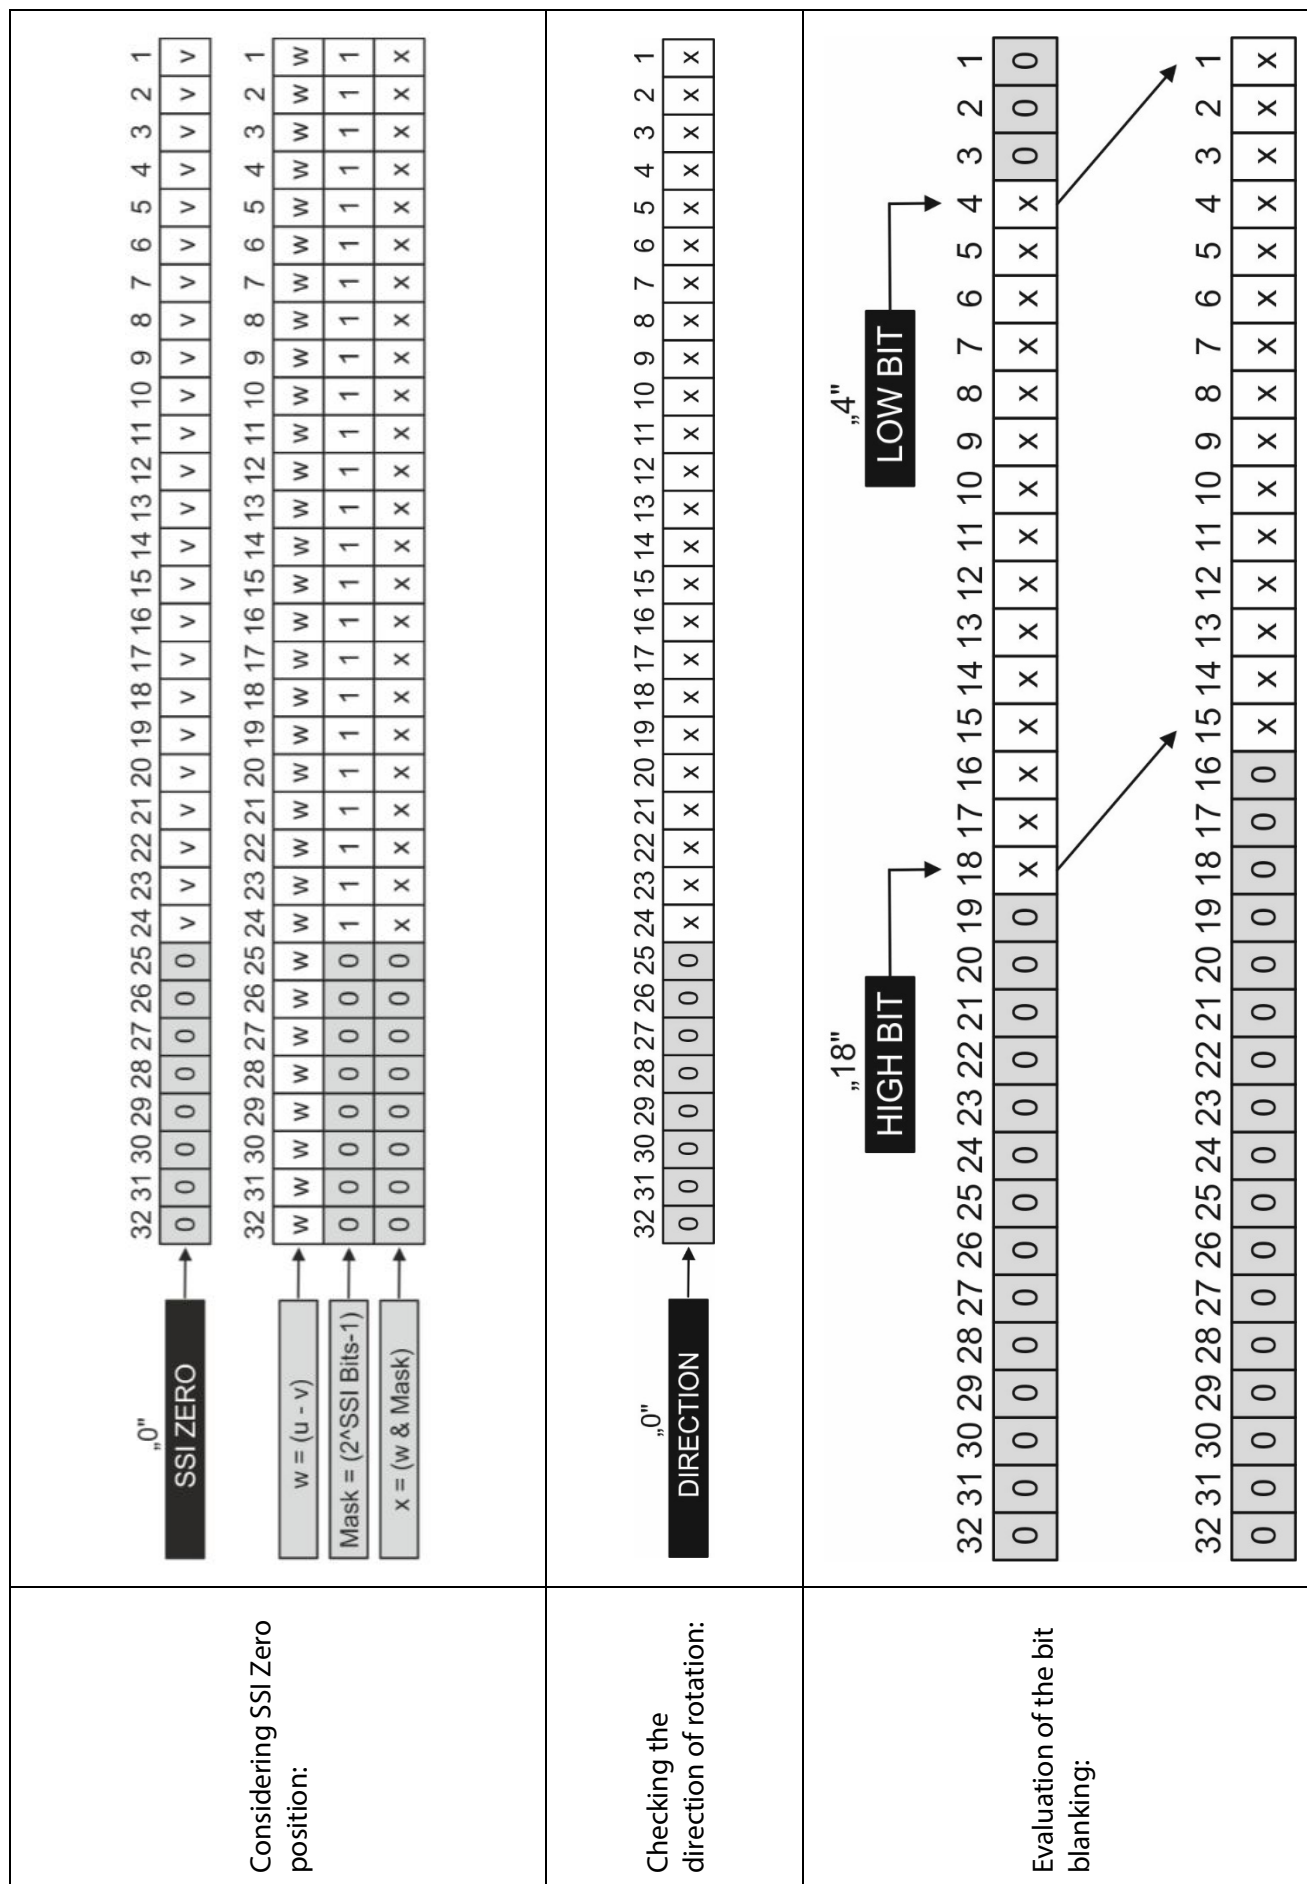 Considering SSI Zero
position:
„0"
SSI ZERO
32 31 30 29 28 27 26 25 24 23 22 21 20 19 18 17 16 15 14 13 12 11 10 9 8 7 6 5 4 3 2 1
0 0 0 0 0 0 0 0 v v v v v v v v v v v v v v v v v v v v v v v v
32 31 30 29 28 27 26 25 24 23 22 21 20 19 18 17 16 15 14 13 12 11 10 9 8 7 6 5 4 3 2 1
w = (u - v)
w w w w w w w w w w w w w w w w w w w w w w w w w w w w w w w w
Mask = (2^SSI Bits-1)
0 0 0 0 0 0 0 0 1 1 1 1 1 1 1 1 1 1 1 1 1 1 1 1 1 1 1 1 1 1 1 1
x = (w & Mask)
0 0 0 0 0 0 0 0 x x x x x x x x x x x x x x x x x x x x x x x x
Checking the
direction of rotation:
„0"
DIRECTION
32 31 30 29 28 27 26 25 24 23 22 21 20 19 18 17 16 15 14 13 12 11 10 9 8 7 6 5 4 3 2 1
0 0 0 0 0 0 0 0 x x x x x x x x x x x x x x x x x x x x x x x x
Evaluation of the bit
blanking:
„18" „4"
HIGH BIT LOW BIT
32 31 30 29 28 27 26 25 24 23 22 21 20 19 18 17 16 15 14 13 12 11 10 9 8 7 6 5 4 3 2 1
0 0 0 0 0 0 0 0 0 0 0 0 0 0 x x x x x x x x x x x x x x x 0 0 0
32 31 30 29 28 27 26 25 24 23 22 21 20 19 18 17 16 15 14 13 12 11 10 9 8 7 6 5 4 3 2 1
0 0 0 0 0 0 0 0 0 0 0 0 0 0 0 0 0 x x x x x x x x x x x x x x x